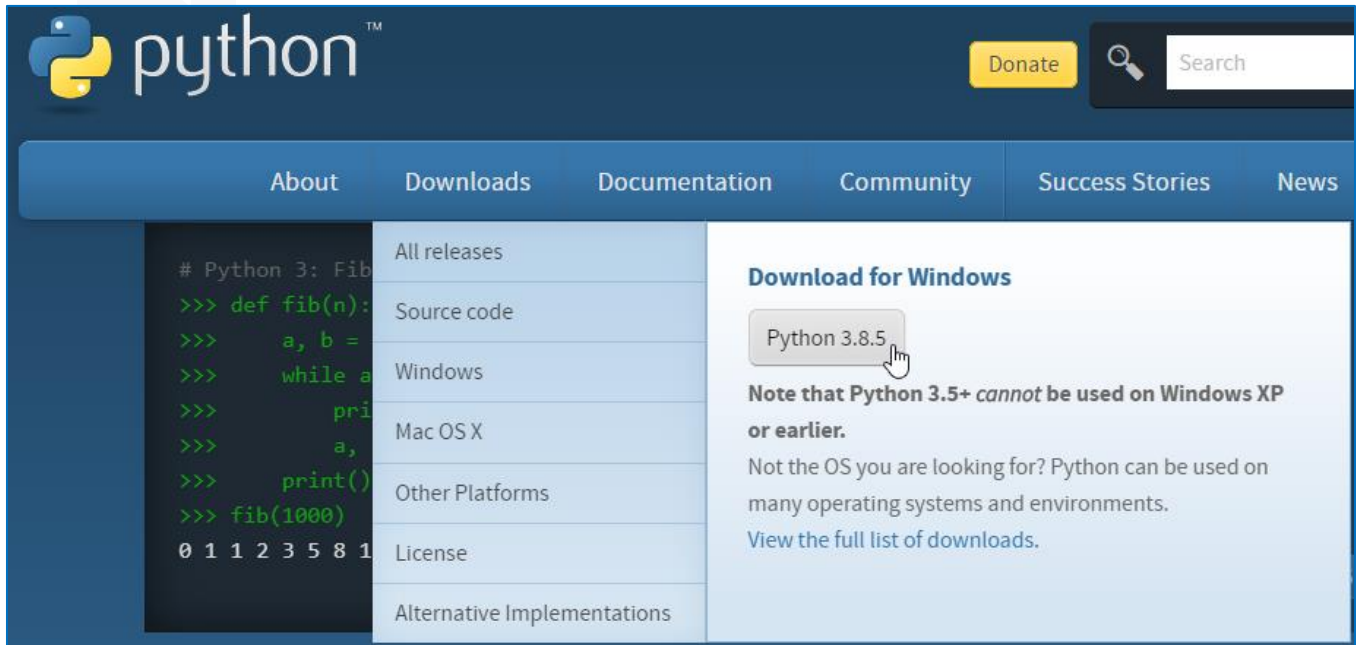 python™
Donate
Search
About Downloads Documentation Community Success Stories News
# Python 3: Fib
>>> def fib(n):
>>> a, b =
>>> while a
>>> pri
>>> a,
>>> print()
>>> fib(1000)
0 1 1 2 3 5 8 1
All releases
Source code
Windows
Mac OS X
Other Platforms
License
Alternative Implementations
Download for Windows
Python 3.8.5
Note that Python 3.5+ cannot be used on Windows XP
or earlier.
Not the OS you are looking for? Python can be used on
many operating systems and environments.
View the full list of downloads.